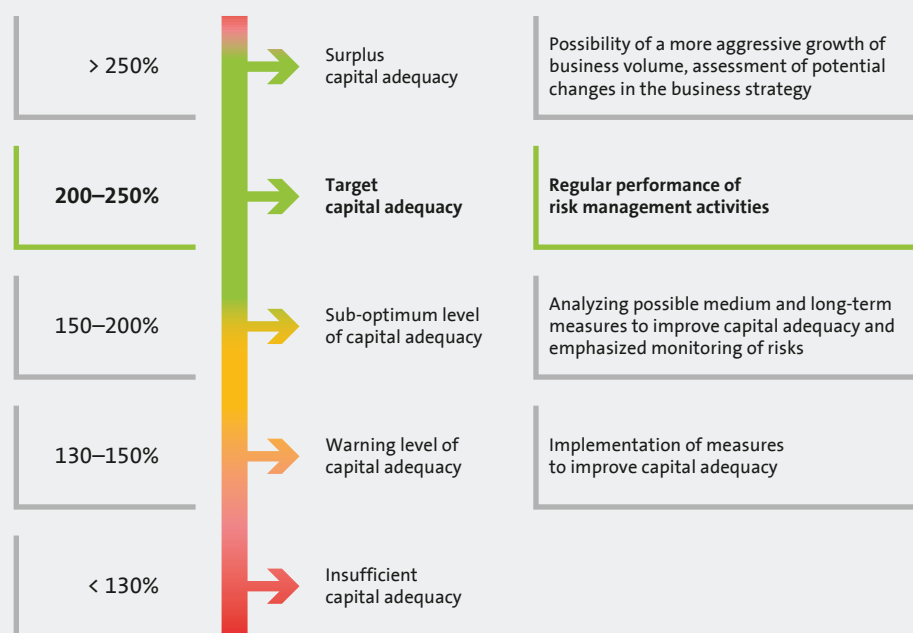 > 250%
Surplus
capital adequacy
Possibility of a more aggressive growth of
business volume, assessment of potential
changes in the business strategy
200–250%
Target
capital adequacy
Regular performance of
risk management activities
150–200%
Sub-optimum level
of capital adequacy
Analyzing possible medium and long-term
measures to improve capital adequacy and
emphasized monitoring of risks
130–150%
Warning level of
capital adequacy
Implementation of measures
to improve capital adequacy
< 130%
Insufficient
capital adequacy